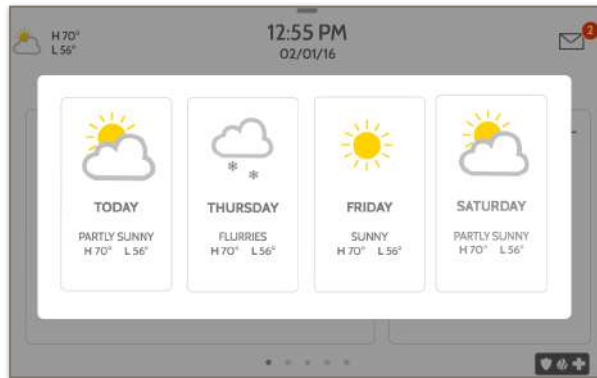 H 70°
L 56°
12:55 PM
02/01/16
2
TODAY
PARTLY SUNNY
H 70° L 56°
THURSDAY
FLURRIES
H 70° L 56°
FRIDAY
SUNNY
H 70° L 56°
SATURDAY
PARTLY SUNNY
H 70° L 56°